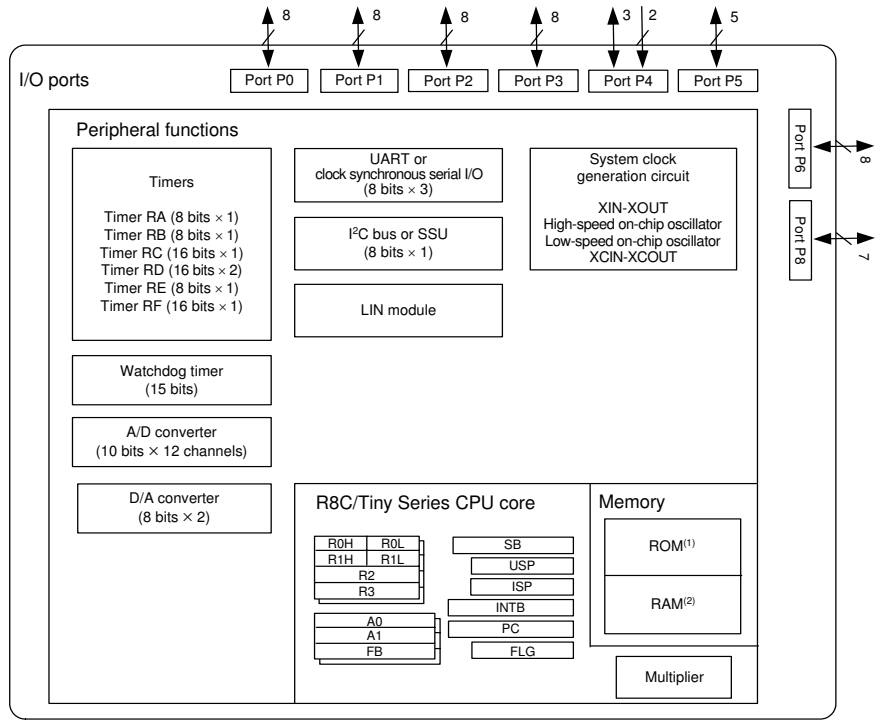 8 8 8 8 3 2 5
I/O ports
Port P0 Port P1 Port P2 Port P3 Port P4 Port P5
Port P6
8
Port P8
7
Peripheral functions
Timers
Timer RA (8 bits × 1)
Timer RB (8 bits × 1)
Timer RC (16 bits × 1)
Timer RD (16 bits × 2)
Timer RE (8 bits × 1)
Timer RF (16 bits × 1)
UART or
clock synchronous serial I/O
(8 bits × 3)
I²C bus or SSU
(8 bits × 1)
LIN module
System clock
generation circuit
XIN-XOUT
High-speed on-chip oscillator
Low-speed on-chip oscillator
XCIN-XCOUT
Watchdog timer
(15 bits)
A/D converter
(10 bits × 12 channels)
D/A converter
(8 bits × 2)
R8C/Tiny Series CPU core
R0H R0L
R1H R1L
R2
R3
A0
A1
FB
SB
USP
ISP
INTB
PC
FLG
Memory
ROM(1)
RAM(2)
Multiplier